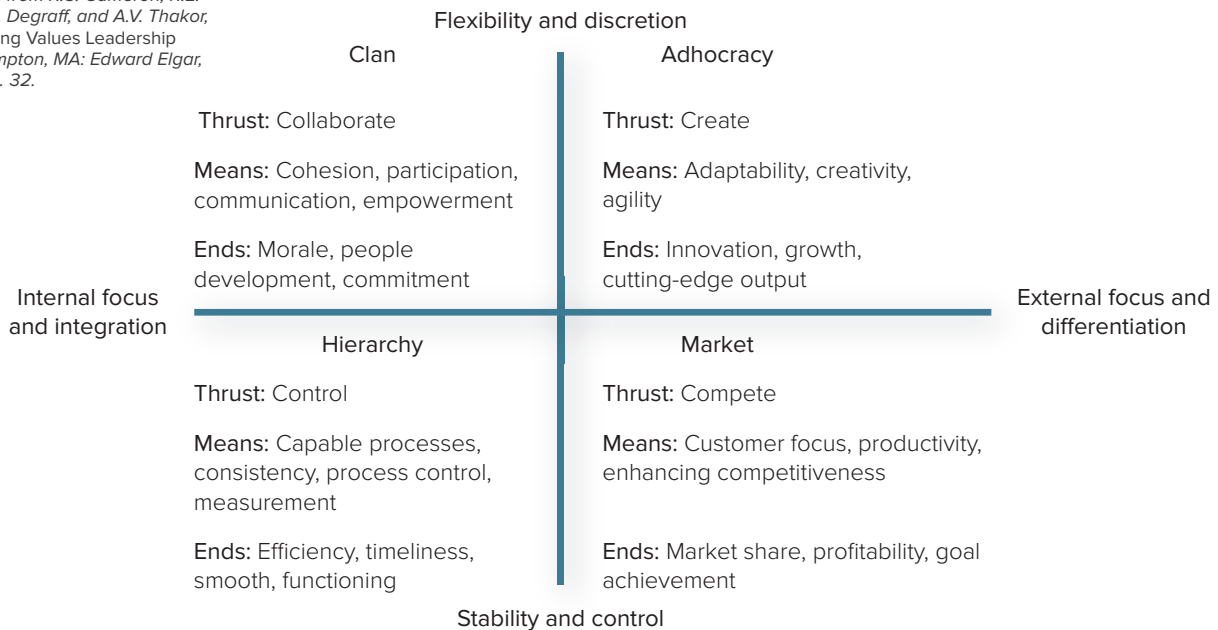 Degraff, and A.V. Thakor,
ng Values Leadership
mpton, MA: Edward Elgar,
. 32.
Flexibility and discretion
Clan
Thrust: Collaborate
Means: Cohesion, participation,
communication, empowerment
Ends: Morale, people
development, commitment
Adhocracy
Thrust: Create
Means: Adaptability, creativity,
agility
Ends: Innovation, growth,
cutting-edge output
Internal focus
and integration
External focus and
differentiation
Hierarchy
Thrust: Control
Means: Capable processes,
consistency, process control,
measurement
Ends: Efficiency, timeliness,
smooth, functioning
Market
Thrust: Compete
Means: Customer focus, productivity,
enhancing competitiveness
Ends: Market share, profitability, goal
achievement
Stability and control